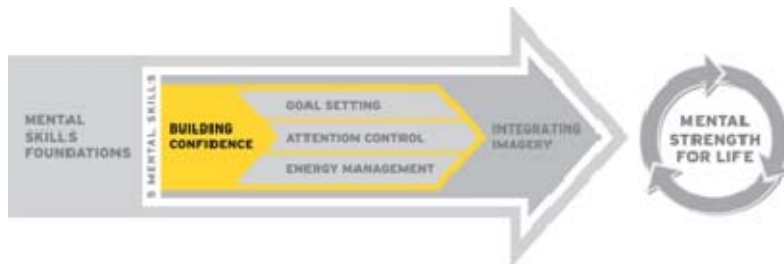 MENTAL
SKILLS
FOUNDATIONS
5 MENTAL SKILLS
BUILDING
CONFIDENCE
GOAL SETTING
ATTENTION CONTROL
ENERGY MANAGEMENT
INTEGRATING
IMAGERY
MENTAL
STRENGTH
FOR LIFE